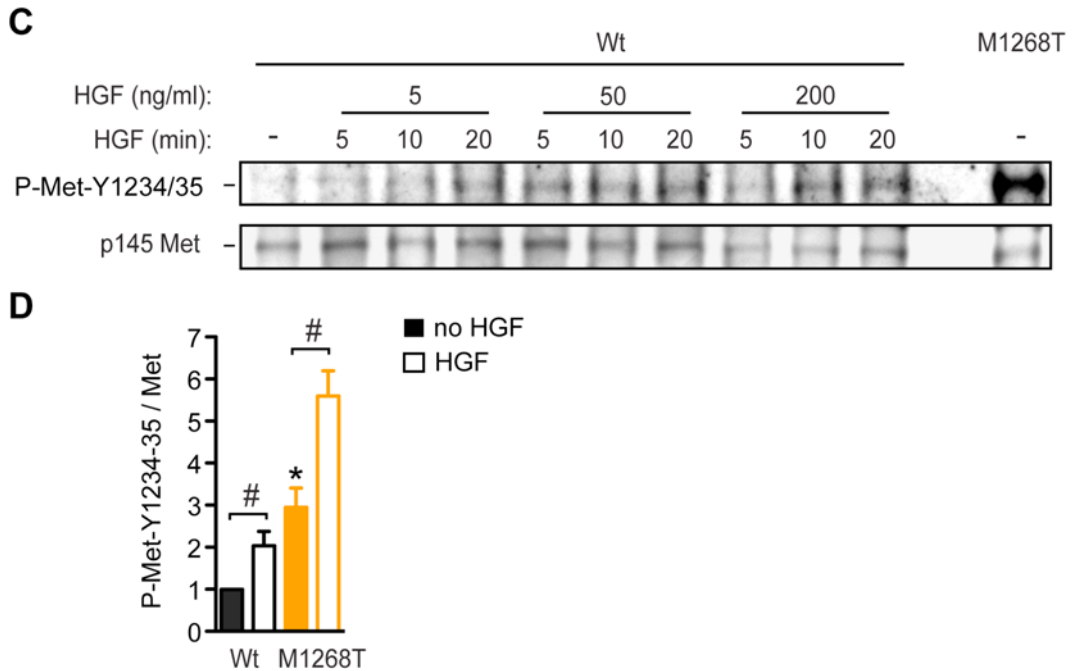 C
Wt M1268T
HGF (ng/ml): 5 50 200
HGF (min): - 5 10 20 5 10 20 5 10 20 -
P-Met-Y1234/35 -
p145 Met -
D
P-Met-Y1234-35 / Met
7
6
5
4
3
2
1
0
#
*
#
no HGF
HGF
Wt M1268T